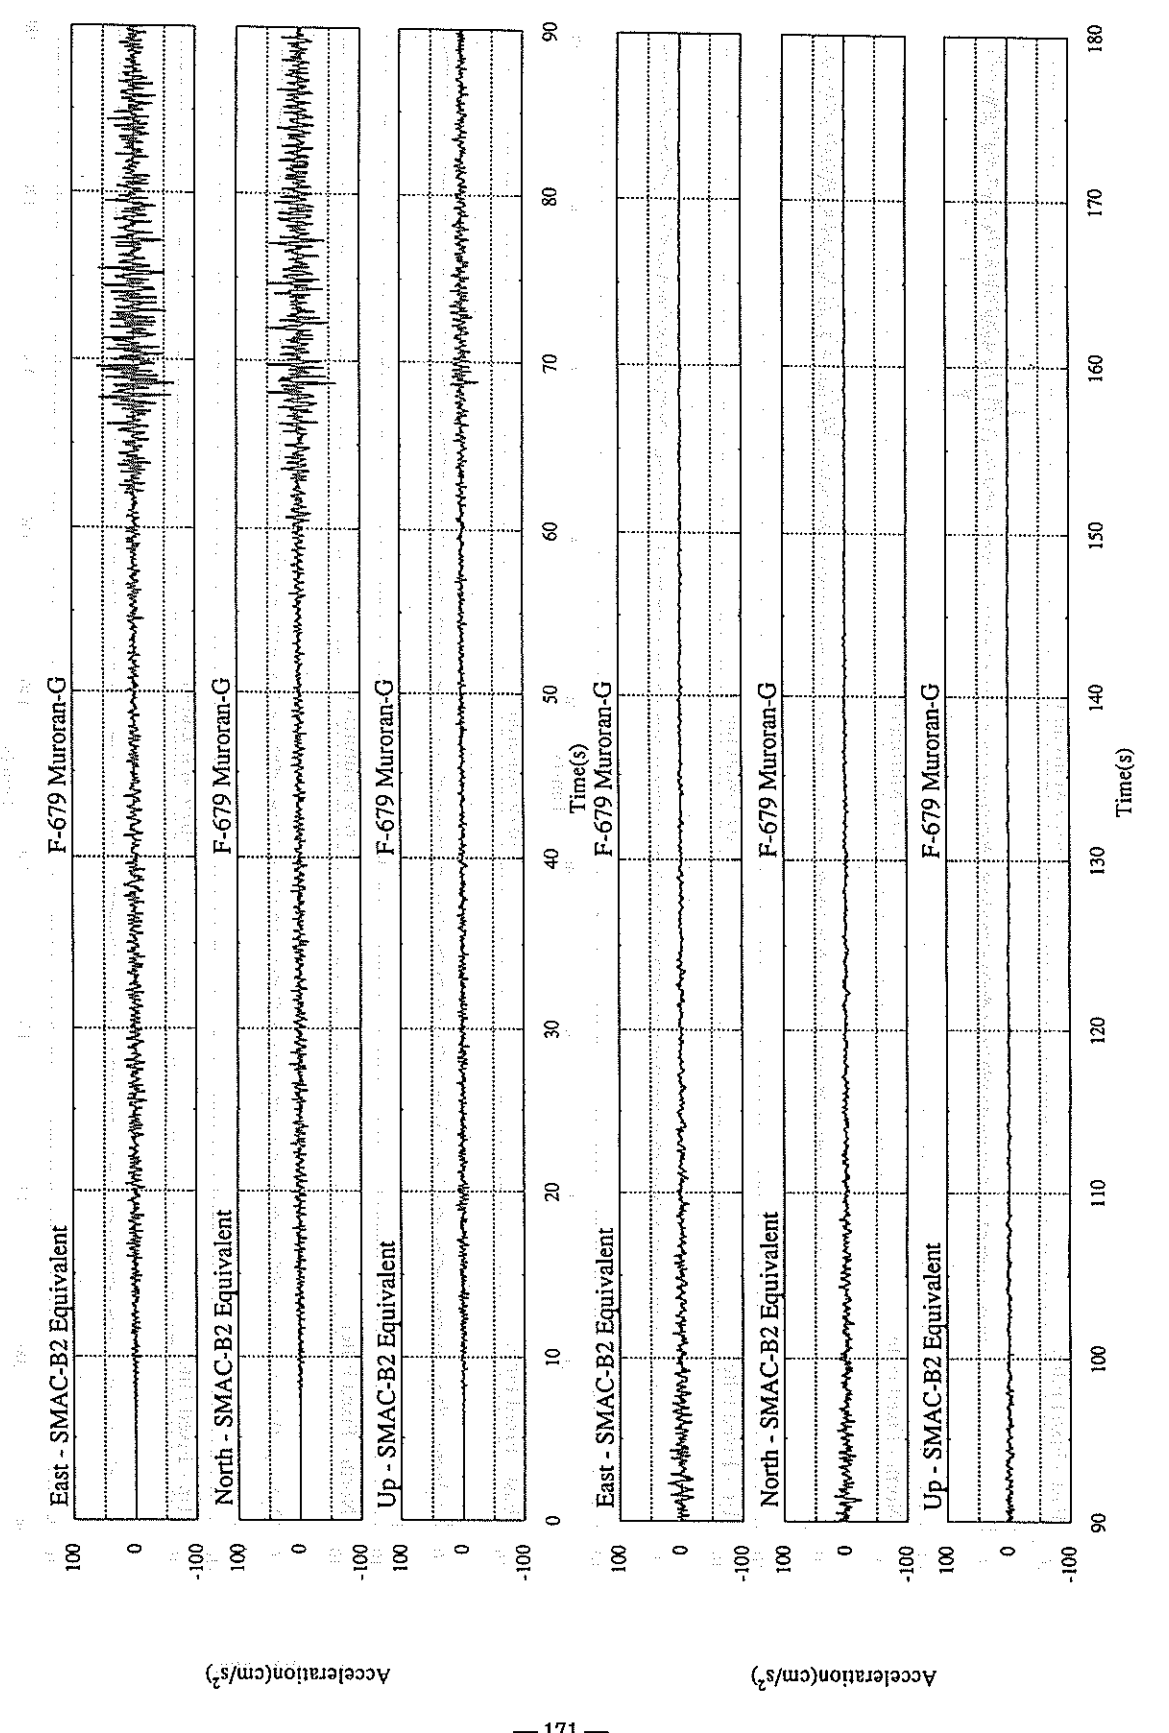 East - SMAC-B2 Equivalent F-679 Muroran-G
100
0
-100
North - SMAC-B2 Equivalent F-679 Muroran-G
100
0
-100
Up - SMAC-B2 Equivalent F-679 Muroran-G
100
0
-100
0 10 20 30 40 50 60 70 80 90
Time(s)
Acceleration(cm/s²)
East - SMAC-B2 Equivalent F-679 Muroran-G
100
0
-100
North - SMAC-B2 Equivalent F-679 Muroran-G
100
0
-100
Up - SMAC-B2 Equivalent F-679 Muroran-G
100
0
-100
90 100 110 120 130 140 150 160 170 180
Time(s)
Acceleration(cm/s²)
— 171 —